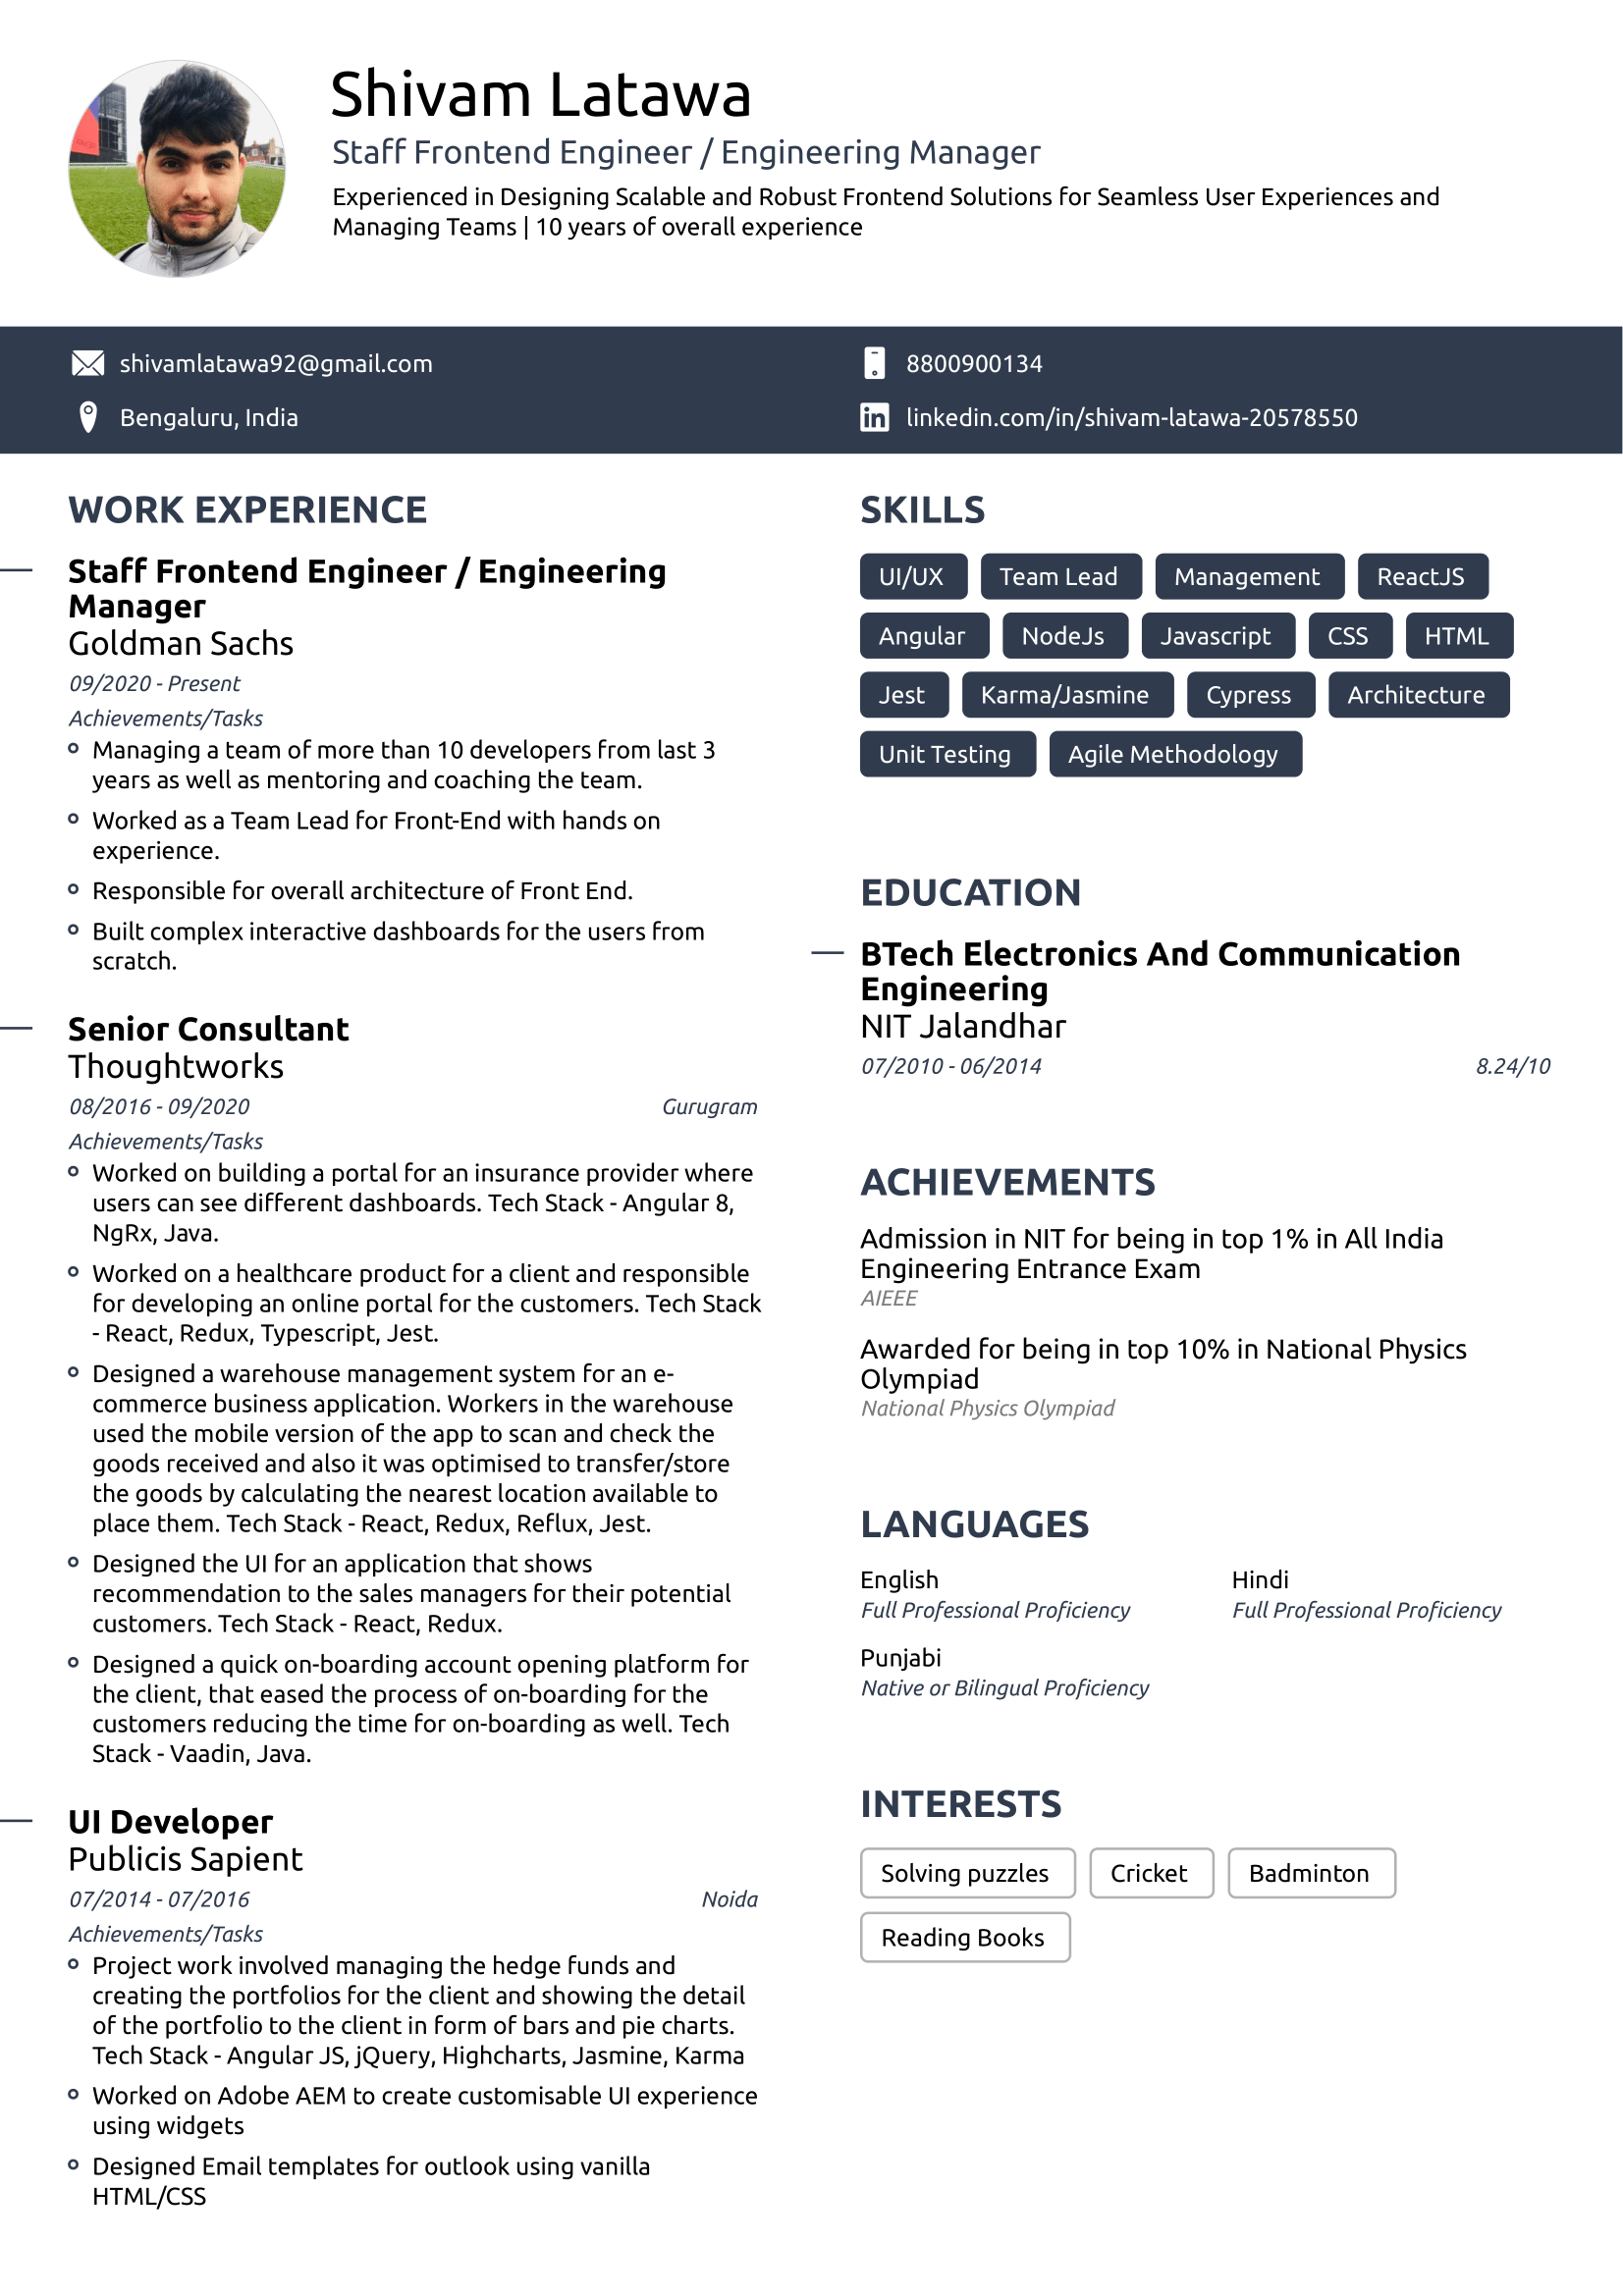 Shivam Latawa
Staff Frontend Engineer / Engineering Manager
Experienced in Designing Scalable and Robust Frontend Solutions for Seamless User Experiences and
Managing Teams | 10 years of overall experience
shivamlatawa92@gmail.com
8800900134
Bengaluru, India
linkedin.com/in/shivam-latawa-20578550
WORK EXPERIENCE
Staff Frontend Engineer / Engineering
Manager
Goldman Sachs
09/2020 - Present
Achievements/Tasks
Managing a team of more than 10 developers from last 3
years as well as mentoring and coaching the team.
Worked as a Team Lead for Front-End with hands on
experience.
Responsible for overall architecture of Front End.
Built complex interactive dashboards for the users from
scratch.
Senior Consultant
Thoughtworks
08/2016 - 09/2020 Gurugram
Achievements/Tasks
Worked on building a portal for an insurance provider where
users can see different dashboards. Tech Stack - Angular 8,
NgRx, Java.
Worked on a healthcare product for a client and responsible
for developing an online portal for the customers. Tech Stack
- React, Redux, Typescript, Jest.
Designed a warehouse management system for an e-
commerce business application. Workers in the warehouse
used the mobile version of the app to scan and check the
goods received and also it was optimised to transfer/store
the goods by calculating the nearest location available to
place them. Tech Stack - React, Redux, Reflux, Jest.
Designed the UI for an application that shows
recommendation to the sales managers for their potential
customers. Tech Stack - React, Redux.
Designed a quick on-boarding account opening platform for
the client, that eased the process of on-boarding for the
customers reducing the time for on-boarding as well. Tech
Stack - Vaadin, Java.
UI Developer
Publicis Sapient
07/2014 - 07/2016 Noida
Achievements/Tasks
Project work involved managing the hedge funds and
creating the portfolios for the client and showing the detail
of the portfolio to the client in form of bars and pie charts.
Tech Stack - Angular JS, jQuery, Highcharts, Jasmine, Karma
Worked on Adobe AEM to create customisable UI experience
using widgets
Designed Email templates for outlook using vanilla
HTML/CSS
SKILLS
UI/UX Team Lead Management ReactJS
Angular NodeJs Javascript CSS HTML
Jest Karma/Jasmine Cypress Architecture
Unit Testing Agile Methodology
EDUCATION
BTech Electronics And Communication
Engineering
NIT Jalandhar
07/2010 - 06/2014 8.24/10
ACHIEVEMENTS
Admission in NIT for being in top 1% in All India
Engineering Entrance Exam
AIEEE
Awarded for being in top 10% in National Physics
Olympiad
National Physics Olympiad
LANGUAGES
English Hindi
Full Professional Proficiency Full Professional Proficiency
Punjabi
Native or Bilingual Proficiency
INTERESTS
Solving puzzles Cricket Badminton
Reading Books